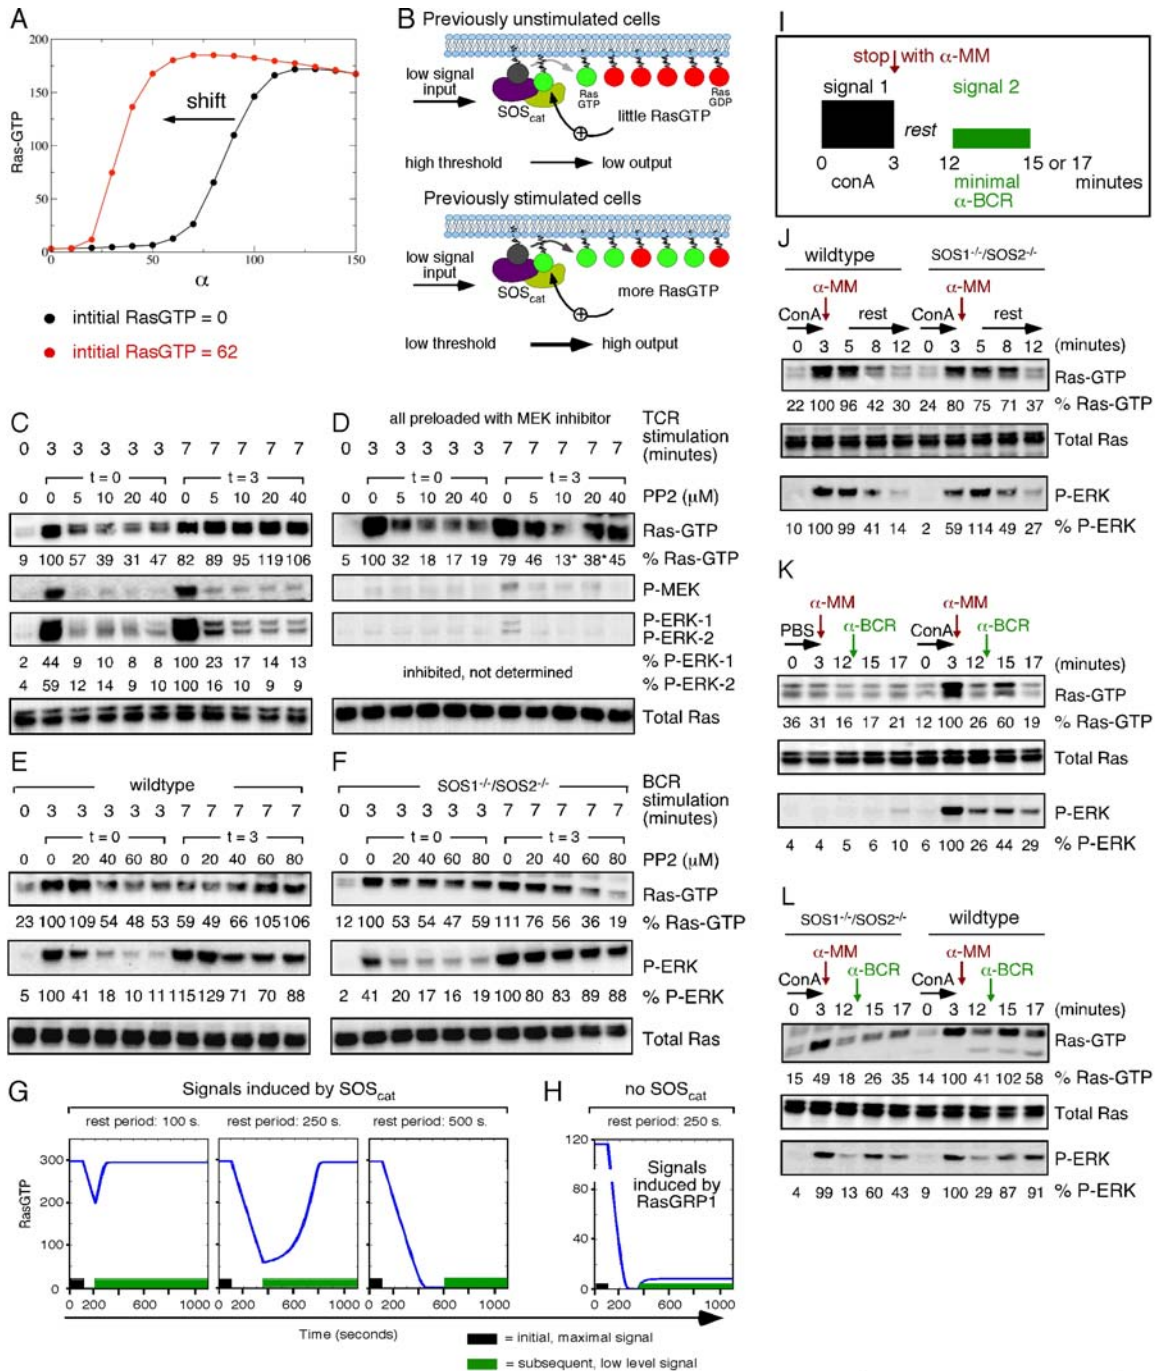 A
200
150
100
50
0
Ras-GTP
shift
0 50 100 150
α
intitial RasGTP = 0
intitial RasGTP = 62
B Previously unstimulated cells
low signal input
SOScat
Ras GTP
Ras GDP
little RasGTP
high threshold
low output
Previously stimulated cells
low signal input
SOScat
more RasGTP
low threshold
high output
C
0 3 3 3 3 3 7 7 7 7 7
t = 0 t = 3
0 0 5 10 20 40 0 5 10 20 40
9 100 57 39 31 47 82 89 95 119 106
2 44 9 10 8 8 100 23 17 14 13
4 59 12 14 9 10 100 16 10 9 9
D all preloaded with MEK inhibitor
0 3 3 3 3 3 7 7 7 7 7 TCR stimulation (minutes)
t = 0 t = 3
0 0 5 10 20 40 0 5 10 20 40 PP2 (μM)
Ras-GTP
5 100 32 18 17 19 79 46 13* 38* 45 % Ras-GTP
P-MEK
P-ERK-1
P-ERK-2
inhibited, not determined
% P-ERK-1
% P-ERK-2
Total Ras
E wildtype
0 3 3 3 3 3 7 7 7 7 7
t = 0 t = 3
0 0 20 40 60 80 0 20 40 60 80
23 100 109 54 48 53 59 49 66 105 106
5 100 41 18 10 11 115 129 71 70 88
F SOS1-/-/SOS2-/-
0 3 3 3 3 3 7 7 7 7 7 BCR stimulation (minutes)
t = 0 t = 3
0 0 20 40 60 80 0 20 40 60 80 PP2 (μM)
Ras-GTP
12 100 53 54 47 59 111 76 56 36 19 % Ras-GTP
P-ERK
2 41 20 17 16 19 100 80 83 89 88 % P-ERK
Total Ras
G Signals induced by SOScat
rest period: 100 s. rest period: 250 s. rest period: 500 s.
300
200
100
0
RasGTP
0 200 600 1000 0 200 600 1000 0 200 600 1000
H no SOScat
rest period: 250 s.
120
80
40
0
Signals induced by RasGRP1
0 200 600 1000
Time (seconds)
= initial, maximal signal
= subsequent, low level signal
I
stop with α-MM
signal 1 signal 2
rest
0 3 12 15 or 17
conA minimal α-BCR minutes
J wildtype SOS1-/-/SOS2-/-
α-MM α-MM
ConA rest ConA rest
0 3 5 8 12 0 3 5 8 12 (minutes)
Ras-GTP
22 100 96 42 30 24 80 75 71 37 % Ras-GTP
Total Ras
P-ERK
10 100 99 41 14 2 59 114 49 27 % P-ERK
K
α-MM α-MM
α-BCR α-BCR
PBS ConA
0 3 12 15 17 0 3 12 15 17 (minutes)
Ras-GTP
36 31 16 17 21 12 100 26 60 19 % Ras-GTP
Total Ras
P-ERK
4 4 5 6 10 6 100 26 44 29 % P-ERK
L
SOS1-/-/SOS2-/- wildtype
α-MM α-MM
α-BCR α-BCR
ConA ConA
0 3 12 15 17 0 3 12 15 17 (minutes)
Ras-GTP
15 49 18 26 35 14 100 41 102 58 % Ras-GTP
Total Ras
P-ERK
4 99 13 60 43 9 100 29 87 91 % P-ERK